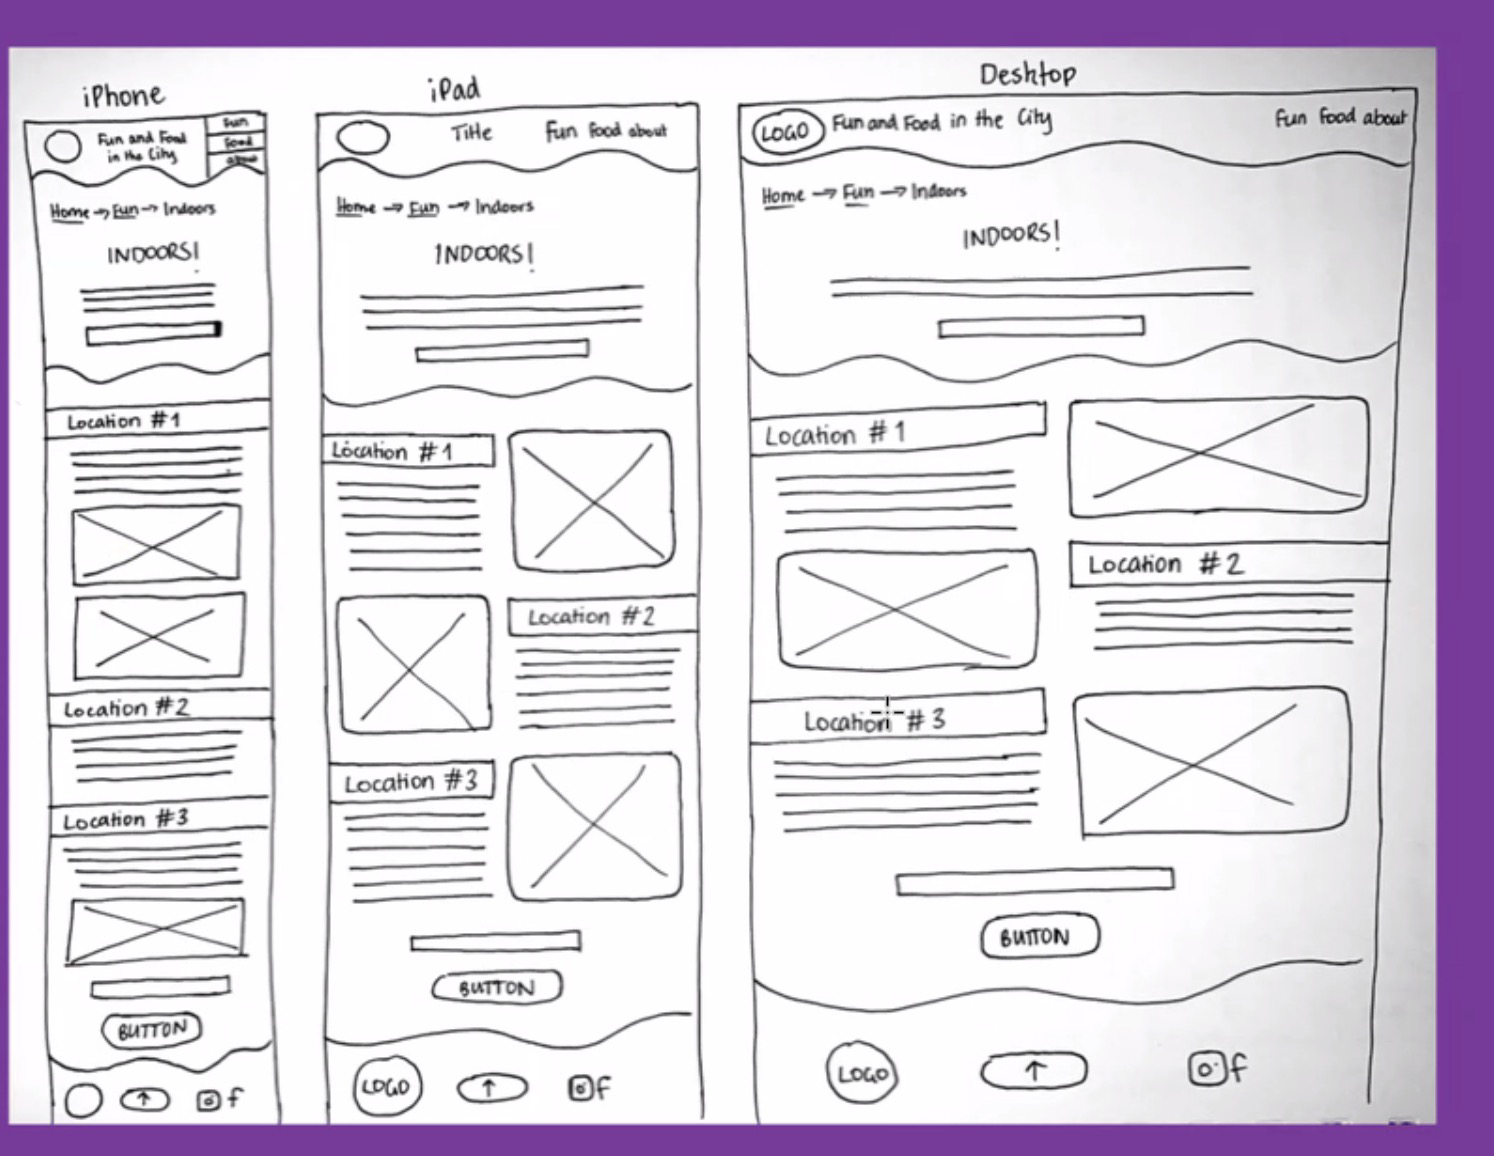 iPhone
Fun and Food
in the City
Fun
Food
about
Home → Fun → Indoors
INDOORS!
Location #1
Location #2
Location #3
BUTTON
↑
f
iPad
Title
Fun Food about
Home → Fun → Indoors
INDOORS!
Location #1
Location #2
Location #3
BUTTON
LOGO
↑
f
Desktop
LOGO
Fun and Food in the City
Fun Food about
Home → Fun → Indoors
INDOORS!
Location #1
Location #2
Location #3
BUTTON
LOGO
↑
f